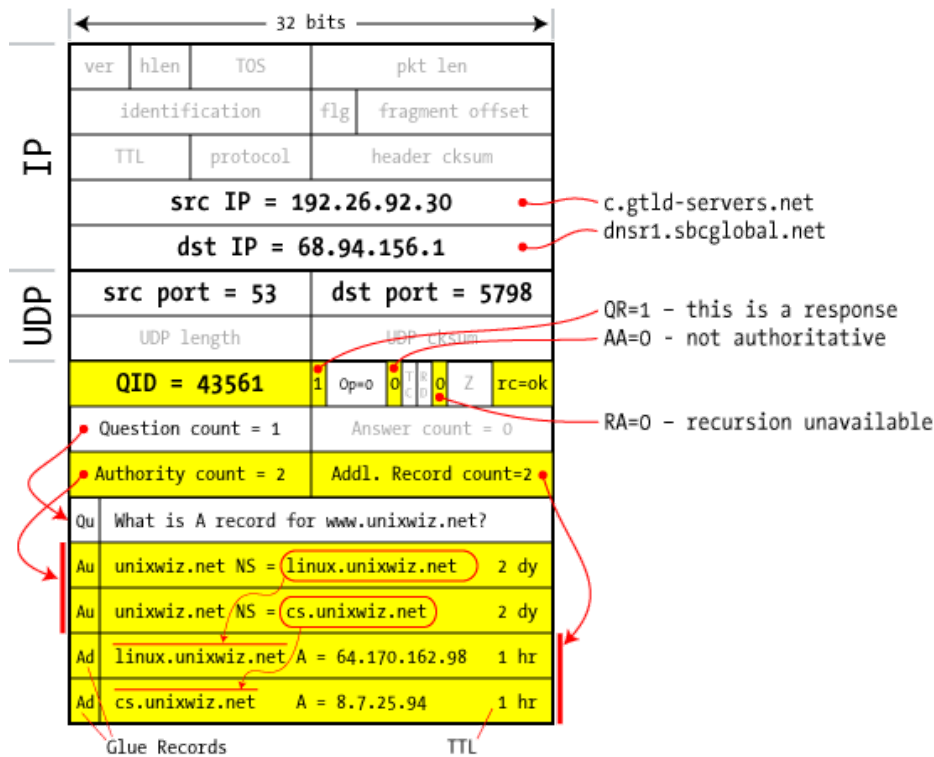 32 bits
IP
ver hlen TOS pkt len
identification flg fragment offset
TTL protocol header cksum
src IP = 192.26.92.30
c.gtld-servers.net
dst IP = 68.94.156.1
dnsr1.sbcglobal.net
UDP
src port = 53 dst port = 5798
QR=1 – this is a response
UDP length UDP cksum
AA=0 - not authoritative
QID = 43561 1 Op=0 0 TC RD 0 Z rc=ok
RA=0 – recursion unavailable
Question count = 1 Answer count = 0
Authority count = 2 Addl. Record count=2
Qu What is A record for www.unixwiz.net?
Au unixwiz.net NS = linux.unixwiz.net 2 dy
Au unixwiz.net NS = cs.unixwiz.net 2 dy
Ad linux.unixwiz.net A = 64.170.162.98 1 hr
Ad cs.unixwiz.net A = 8.7.25.94 1 hr
Glue Records TTL